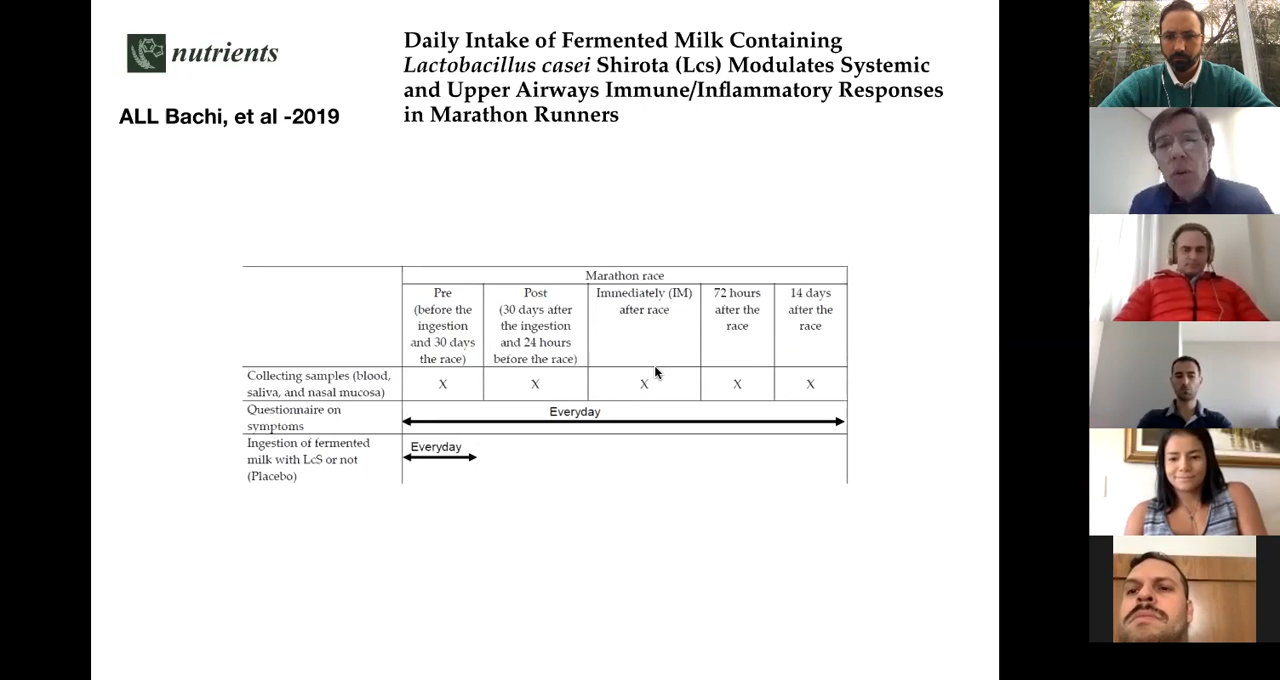 nutrients
ALL Bachi, et al -2019
Daily Intake of Fermented Milk Containing
Lactobacillus casei Shirota (Lcs) Modulates Systemic
and Upper Airways Immune/Inflammatory Responses
in Marathon Runners
Marathon race
Pre
(before the
ingestion
and 30 days
the race)
Post
(30 days after
the ingestion
and 24 hours
before the race)
Immediately (IM)
after race
72 hours
after the
race
14 days
after the
race
Collecting samples (blood,
saliva, and nasal mucosa)
X
X
X
X
X
Questionnaire on
symptoms
Everyday
Ingestion of fermented
milk with LcS or not
(Placebo)
Everyday